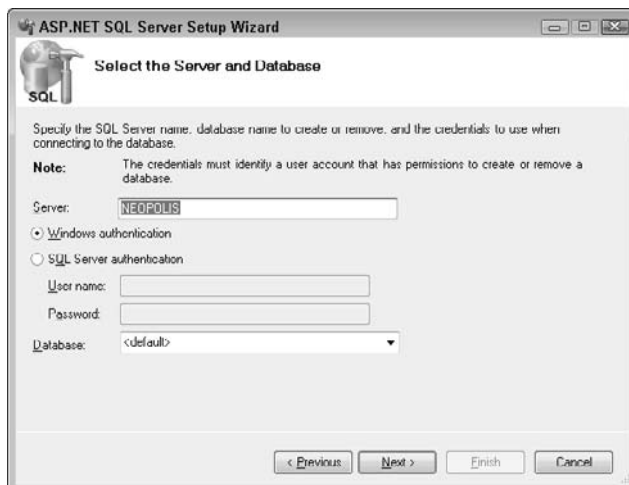 ASP.NET SQL Server Setup Wizard
Select the Server and Database
SQL
Specify the SQL Server name, database name to create or remove, and the credentials to use when
connecting to the database.
Note: The credentials must identify a user account that has permissions to create or remove a
database.
Server: NEOPOLIS
Windows authentication
SQL Server authentication
User name:
Password:
Database: <default>
< Previous Next > Finish Cancel